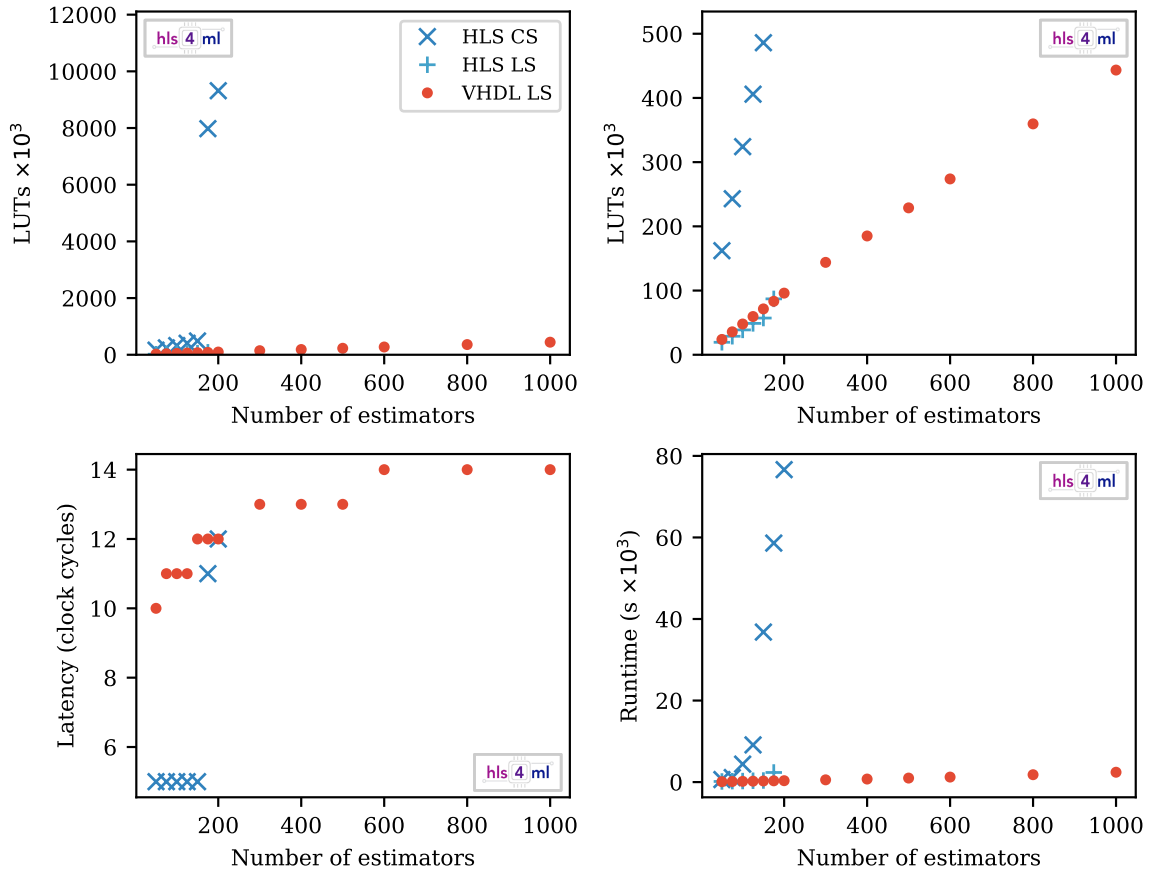 12000
10000
8000
6000
4000
2000
0
LUTs ×10³
hls 4 ml
HLS CS
HLS LS
VHDL LS
200 400 600 800 1000
Number of estimators
500
400
300
200
100
0
LUTs ×10³
hls 4 ml
200 400 600 800 1000
Number of estimators
14
12
10
8
6
Latency (clock cycles)
hls 4 ml
200 400 600 800 1000
Number of estimators
80
60
40
20
0
Runtime (s ×10³)
hls 4 ml
200 400 600 800 1000
Number of estimators